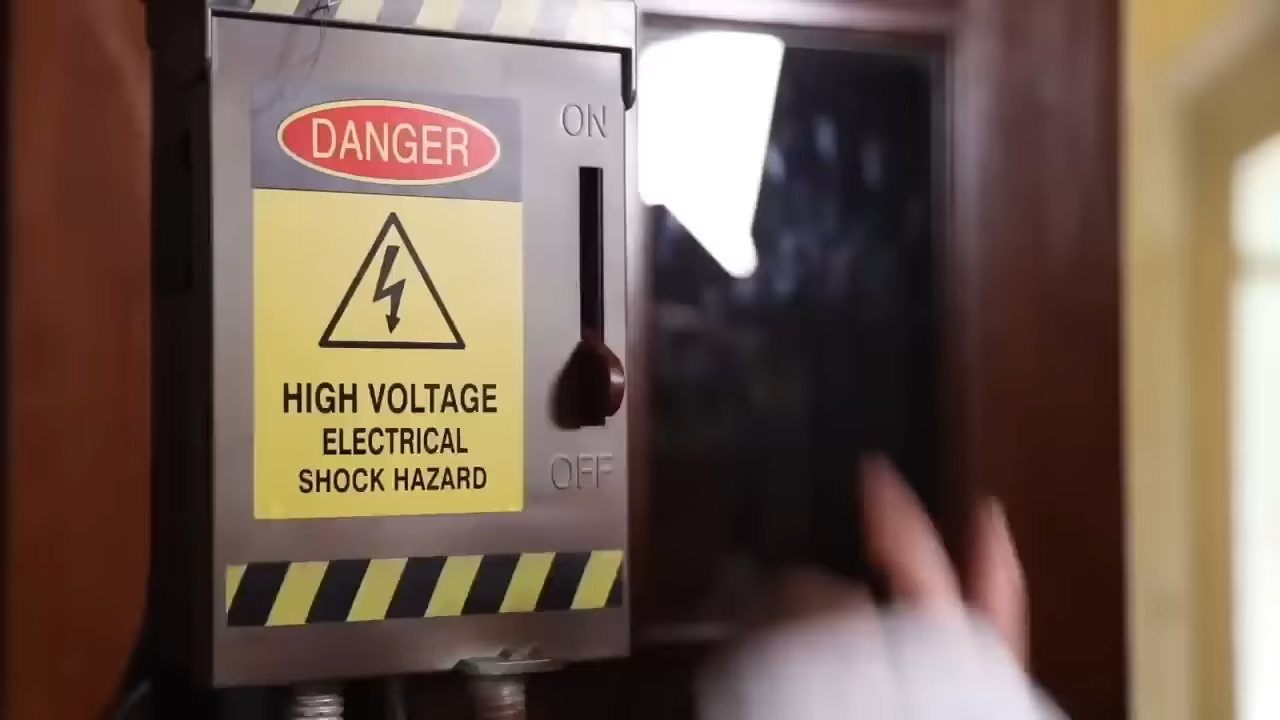 DANGER
ON
HIGH VOLTAGE
ELECTRICAL
SHOCK HAZARD
OFF